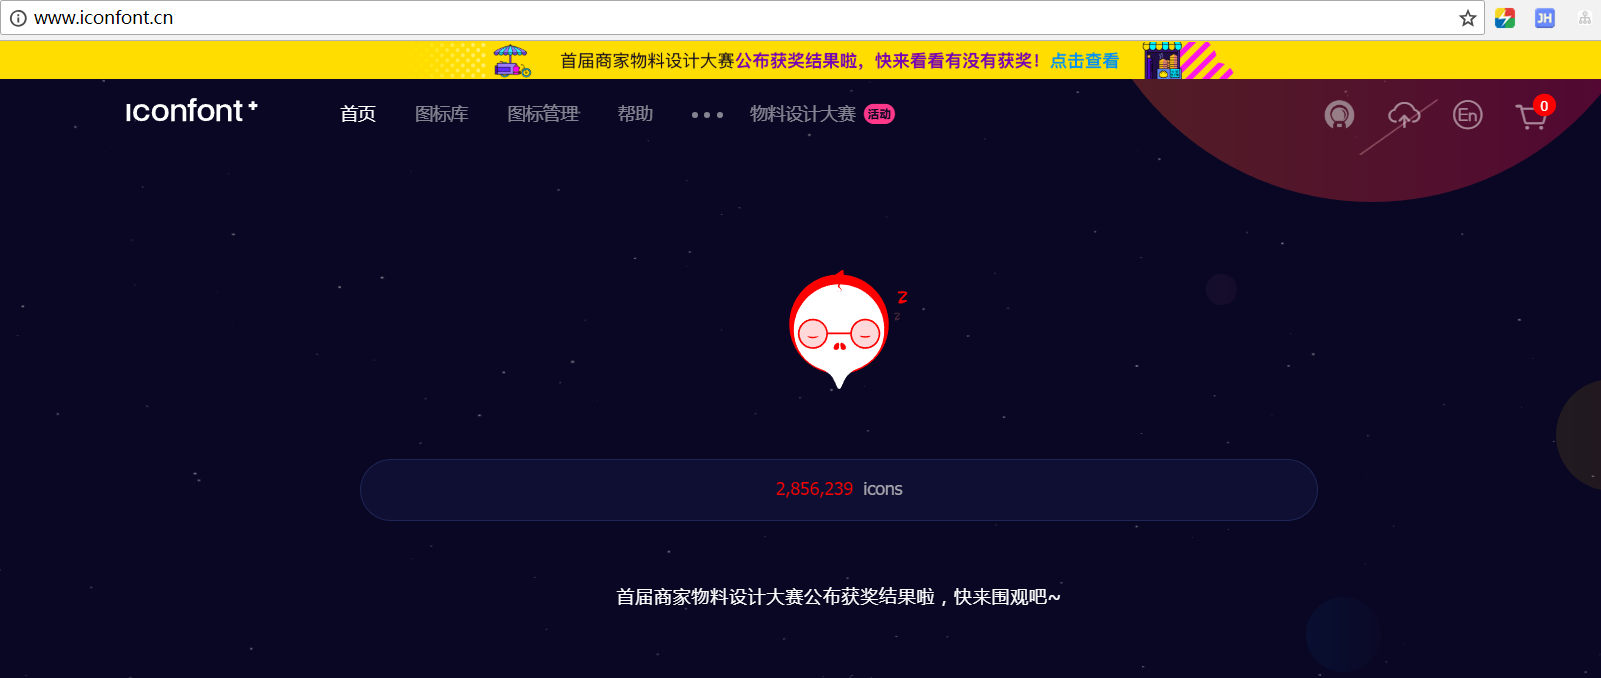 www.iconfont.cn
JH
首届商家物料设计大赛公布获奖结果啦，快来看看有没有获奖！点击查看
iconfont+
首页 图标库 图标管理 帮助 ••• 物料设计大赛 活动 En 0
z
z
2,856,239 icons
首届商家物料设计大赛公布获奖结果啦，快来围观吧~